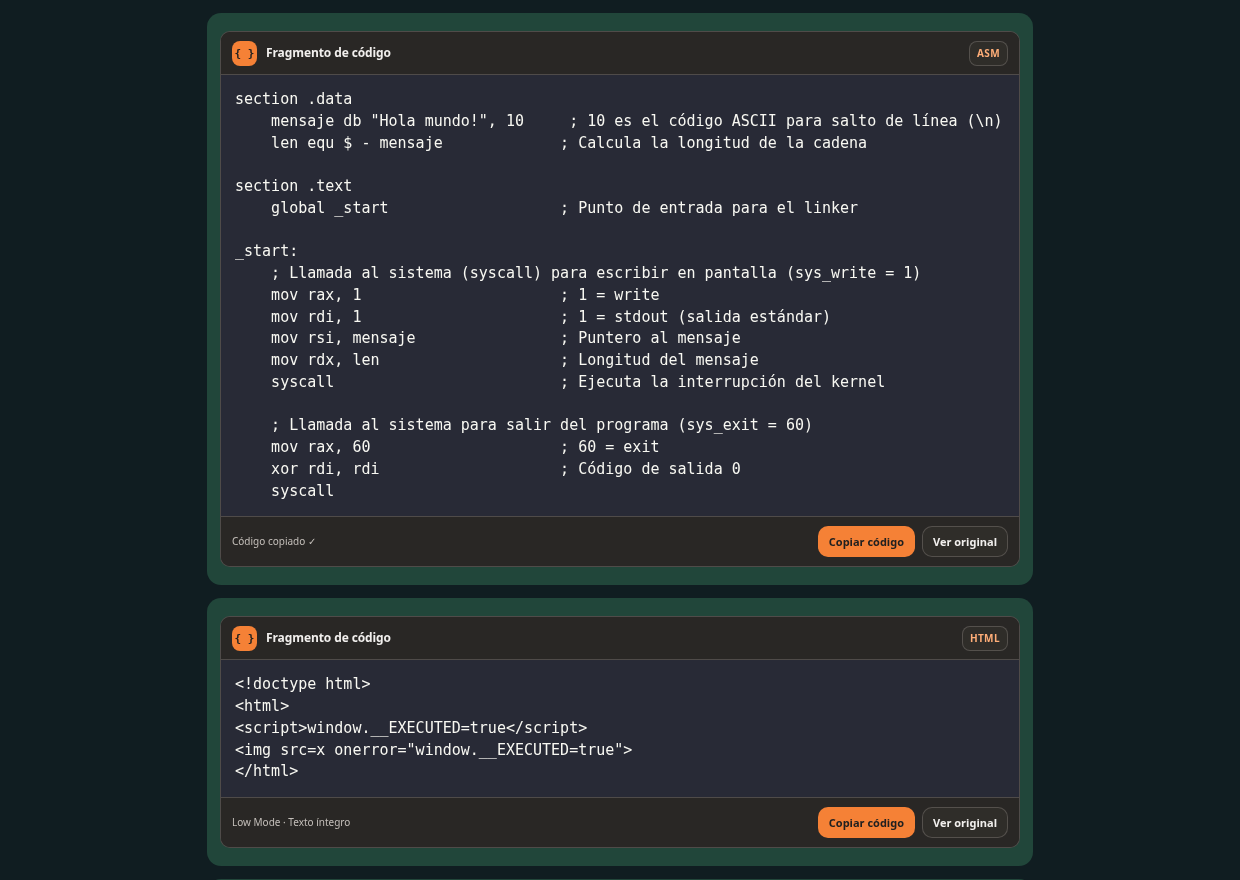 { } Fragmento de código ASM
section .data
    mensaje db "Hola mundo!", 10     ; 10 es el código ASCII para salto de línea (\n)
    len equ $ - mensaje             ; Calcula la longitud de la cadena

section .text
    global _start                   ; Punto de entrada para el linker

_start:
    ; Llamada al sistema (syscall) para escribir en pantalla (sys_write = 1)
    mov rax, 1                      ; 1 = write
    mov rdi, 1                      ; 1 = stdout (salida estándar)
    mov rsi, mensaje                ; Puntero al mensaje
    mov rdx, len                    ; Longitud del mensaje
    syscall                         ; Ejecuta la interrupción del kernel

    ; Llamada al sistema para salir del programa (sys_exit = 60)
    mov rax, 60                     ; 60 = exit
    xor rdi, rdi                    ; Código de salida 0
    syscall
Código copiado ✓ Copiar código Ver original
{ } Fragmento de código HTML
<!doctype html>
<html>
<script>window.__EXECUTED=true</script>
<img src=x onerror="window.__EXECUTED=true">
</html>
Low Mode · Texto íntegro Copiar código Ver original